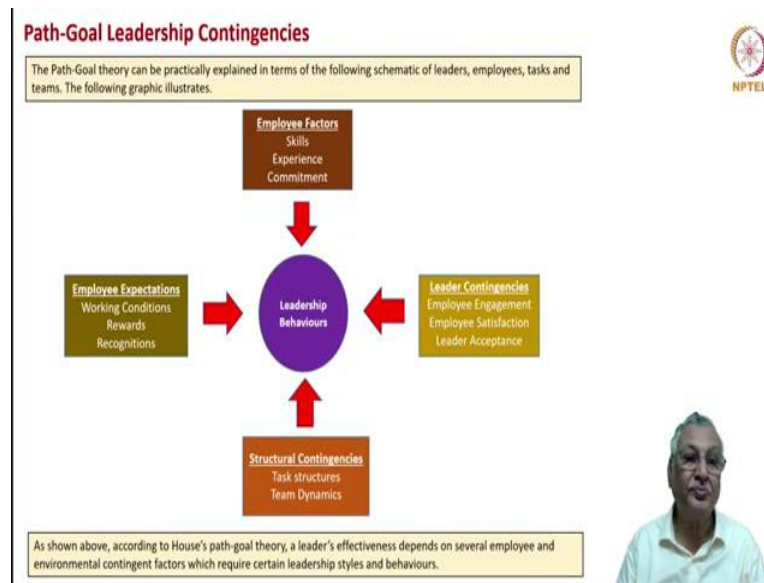 Path-Goal Leadership Contingencies
The Path-Goal theory can be practically explained in terms of the following schematic of leaders, employees, tasks and
teams. The following graphic illustrates.
NPTEL
Employee Factors
Skills
Experience
Commitment
Employee Expectations
Working Conditions
Rewards
Recognitions
Leadership
Behaviours
Leader Contingencies
Employee Engagement
Employee Satisfaction
Leader Acceptance
Structural Contingencies
Task structures
Team Dynamics
As shown above, according to House's path-goal theory, a leader's effectiveness depends on several employee and
environmental contingent factors which require certain leadership styles and behaviours.